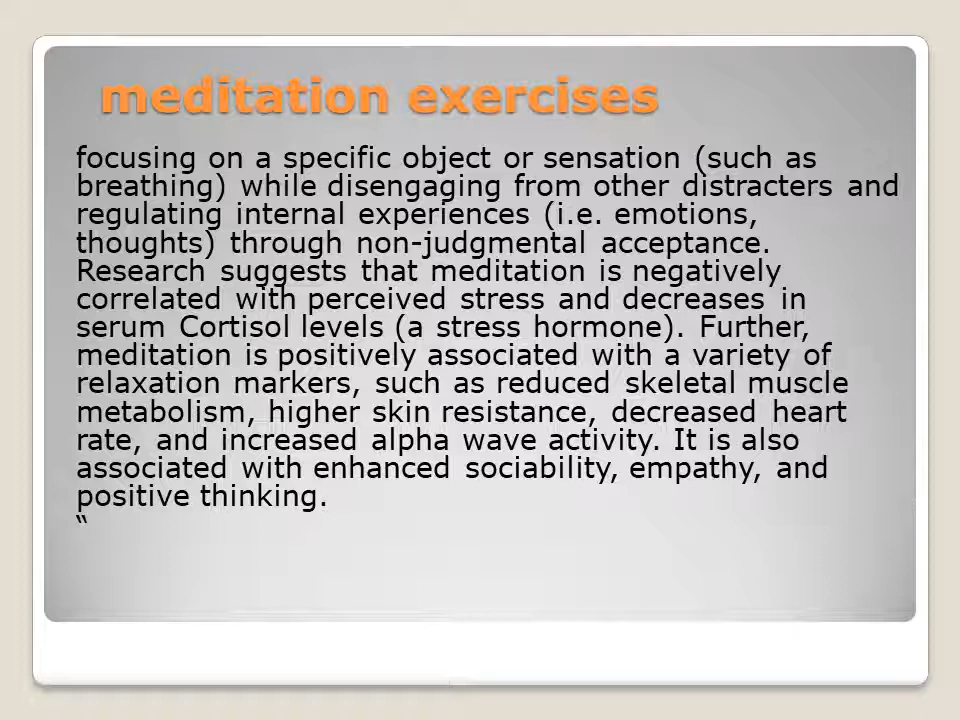 meditation exercises
focusing on a specific object or sensation (such as
breathing) while disengaging from other distracters and
regulating internal experiences (i.e. emotions,
thoughts) through non-judgmental acceptance.
Research suggests that meditation is negatively
correlated with perceived stress and decreases in
serum Cortisol levels (a stress hormone). Further,
meditation is positively associated with a variety of
relaxation markers, such as reduced skeletal muscle
metabolism, higher skin resistance, decreased heart
rate, and increased alpha wave activity. It is also
associated with enhanced sociability, empathy, and
positive thinking.
“